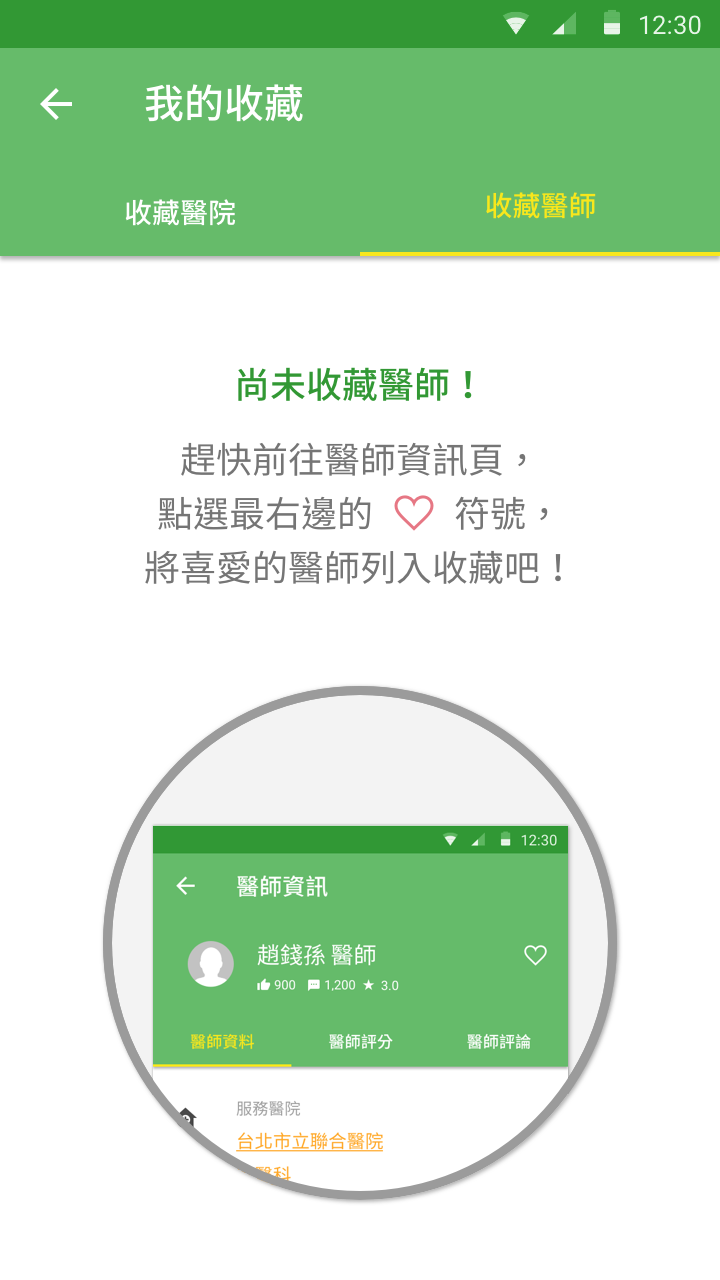 12:30
我的收藏
收藏醫院
收藏醫師
尚未收藏醫師！
趕快前往醫師資訊頁，
點選最右邊的 符號，
將喜愛的醫師列入收藏吧！
12:30
醫師資訊
趙錢孫 醫師
900 1,200 3.0
醫師資料 醫師評分 醫師評論
服務醫院
台北市立聯合醫院
醫科